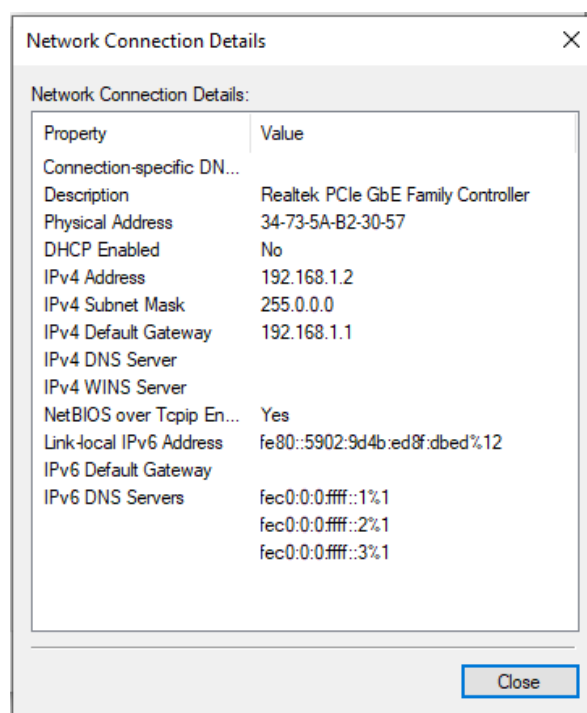 Network Connection Details
Network Connection Details:
Property Value
Connection-specific DN...
Description Realtek PCIe GbE Family Controller
Physical Address 34-73-5A-B2-30-57
DHCP Enabled No
IPv4 Address 192.168.1.2
IPv4 Subnet Mask 255.0.0.0
IPv4 Default Gateway 192.168.1.1
IPv4 DNS Server
IPv4 WINS Server
NetBIOS over Tcpip En... Yes
Link-local IPv6 Address fe80::5902:9d4b:ed8f:dbed%12
IPv6 Default Gateway
IPv6 DNS Servers fec0:0:0:ffff::1%1
fec0:0:0:ffff::2%1
fec0:0:0:ffff::3%1
Close